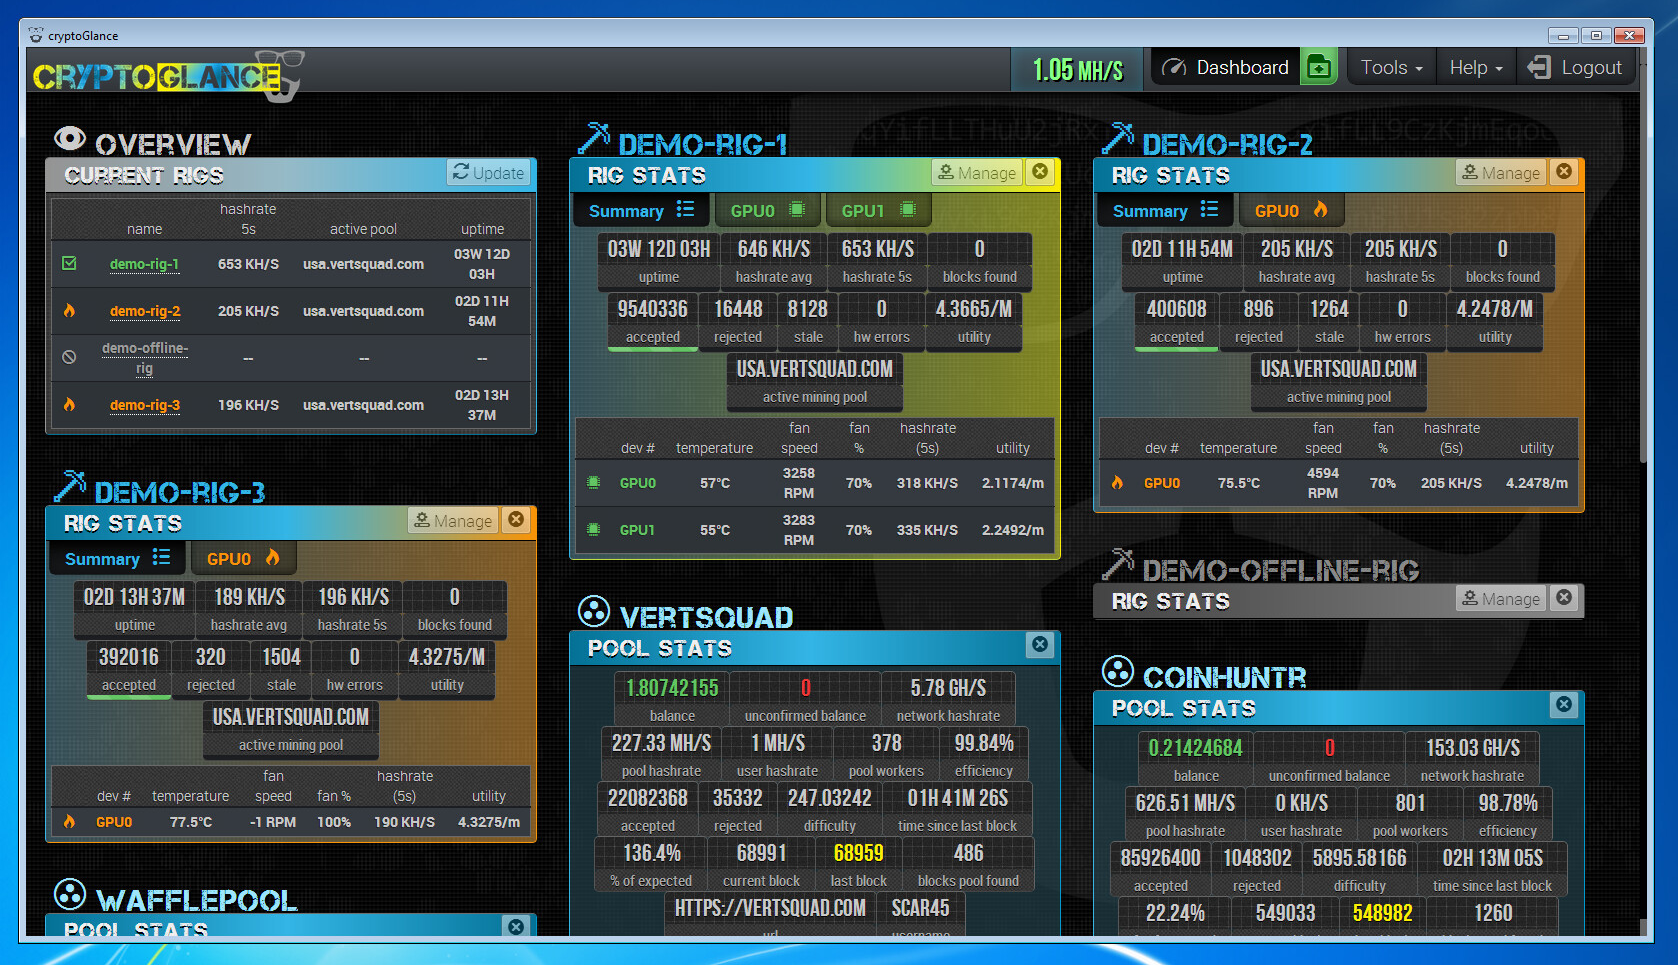 cryptoGlance
CRYPTOGLANCE
1.05 MH/S
Dashboard
Tools
Help
Logout
OVERVIEW
CURRENT RIGS
Update
name hashrate 5s active pool uptime
demo-rig-1 653 KH/S usa.vertsquad.com 03W 12D 03H
demo-rig-2 205 KH/S usa.vertsquad.com 02D 11H 54M
demo-offline-rig -- -- --
demo-rig-3 196 KH/S usa.vertsquad.com 02D 13H 37M
DEMO-RIG-3
RIG STATS
Manage
Summary GPU0
02D 13H 37M 189 KH/S 196 KH/S 0
uptime hashrate avg hashrate 5s blocks found
392016 320 1504 0 4.3275/M
accepted rejected stale hw errors utility
USA.VERTSQUAD.COM
active mining pool
dev # temperature fan speed fan % hashrate (5s) utility
GPU0 77.5°C -1 RPM 100% 190 KH/S 4.3275/m
WAFFLEPOOL
POOL STATS
DEMO-RIG-1
RIG STATS
Manage
Summary GPU0 GPU1
03W 12D 03H 646 KH/S 653 KH/S 0
uptime hashrate avg hashrate 5s blocks found
9540336 16448 8128 0 4.3665/M
accepted rejected stale hw errors utility
USA.VERTSQUAD.COM
active mining pool
dev # temperature fan speed fan % hashrate (5s) utility
GPU0 57°C 3258 RPM 70% 318 KH/S 2.1174/m
GPU1 55°C 3283 RPM 70% 335 KH/S 2.2492/m
VERTSQUAD
POOL STATS
1.80742155 0 5.78 GH/S
balance unconfirmed balance network hashrate
227.33 MH/S 1 MH/S 378 99.84%
pool hashrate user hashrate pool workers efficiency
22082368 35332 247.03242 01H 41M 26S
accepted rejected difficulty time since last block
136.4% 68991 68959 486
% of expected current block last block blocks pool found
HTTPS://VERTSQUAD.COM SCAR45
url username
DEMO-RIG-2
RIG STATS
Manage
Summary GPU0
02D 11H 54M 205 KH/S 205 KH/S 0
uptime hashrate avg hashrate 5s blocks found
400608 896 1264 0 4.2478/M
accepted rejected stale hw errors utility
USA.VERTSQUAD.COM
active mining pool
dev # temperature fan speed fan % hashrate (5s) utility
GPU0 75.5°C 4594 RPM 70% 205 KH/S 4.2478/m
DEMO-OFFLINE-RIG
RIG STATS
Manage
COINHUNTR
POOL STATS
0.21424684 0 153.03 GH/S
balance unconfirmed balance network hashrate
626.51 MH/S 0 KH/S 801 98.78%
pool hashrate user hashrate pool workers efficiency
85926400 1048302 5895.58166 02H 13M 05S
accepted rejected difficulty time since last block
22.24% 549033 548982 1260